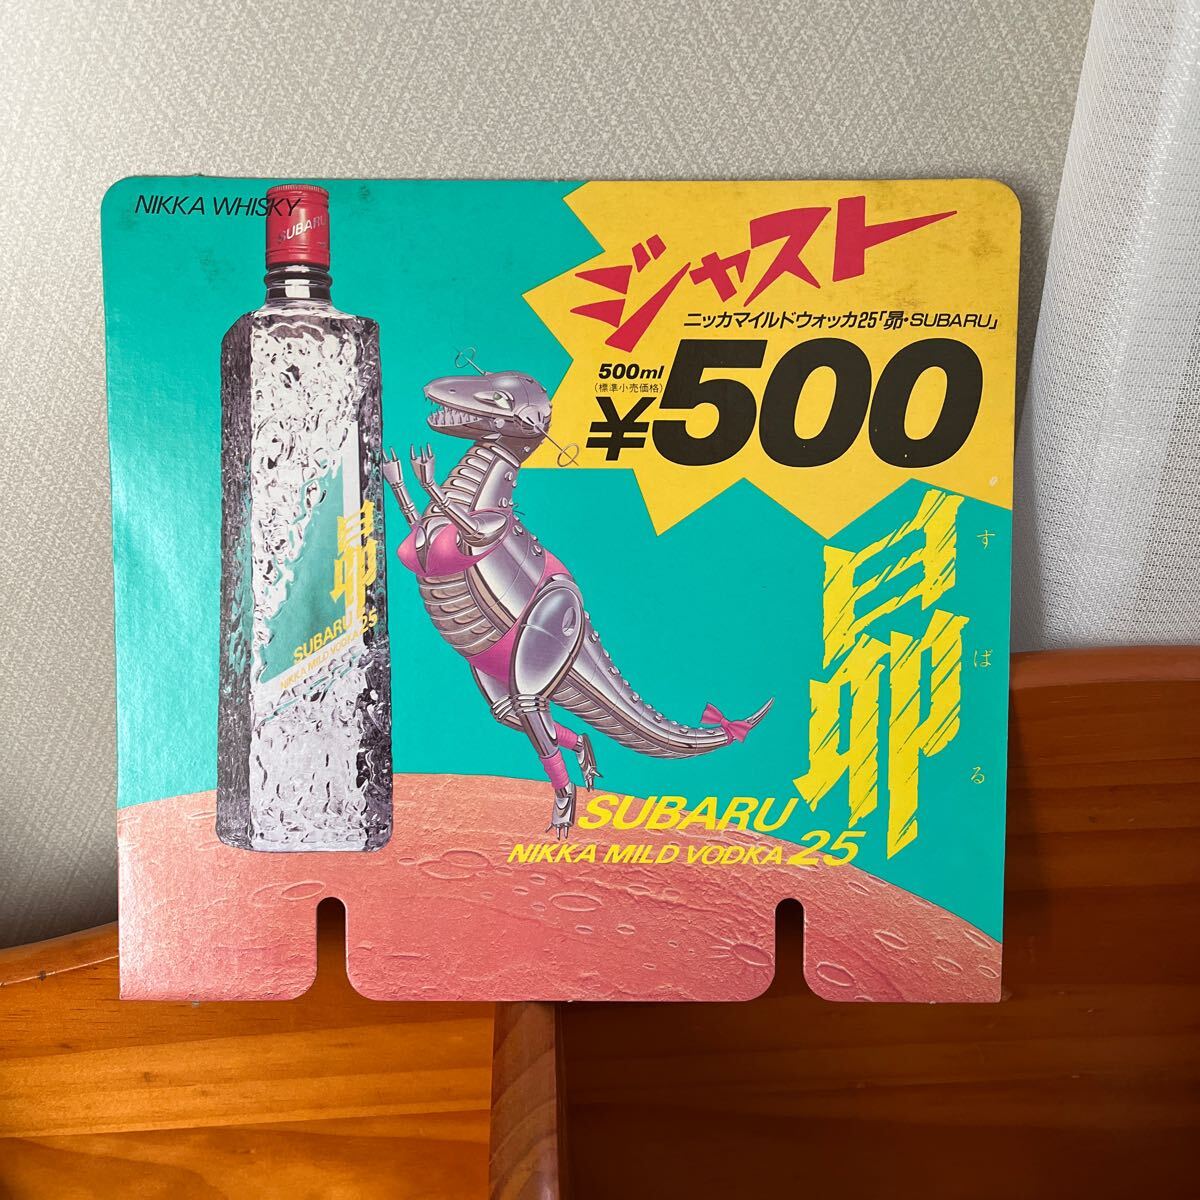 NIKKA WHISKY
SUBARU
ジャスト
ニッカマイルドウォッカ25「昴・SUBARU」
500ml
(標準小売価格)
¥500
昴
すばる
SUBARU
NIKKA MILD VODKA 25
昴
SUBARU 25
NIKKA MILD VODKA